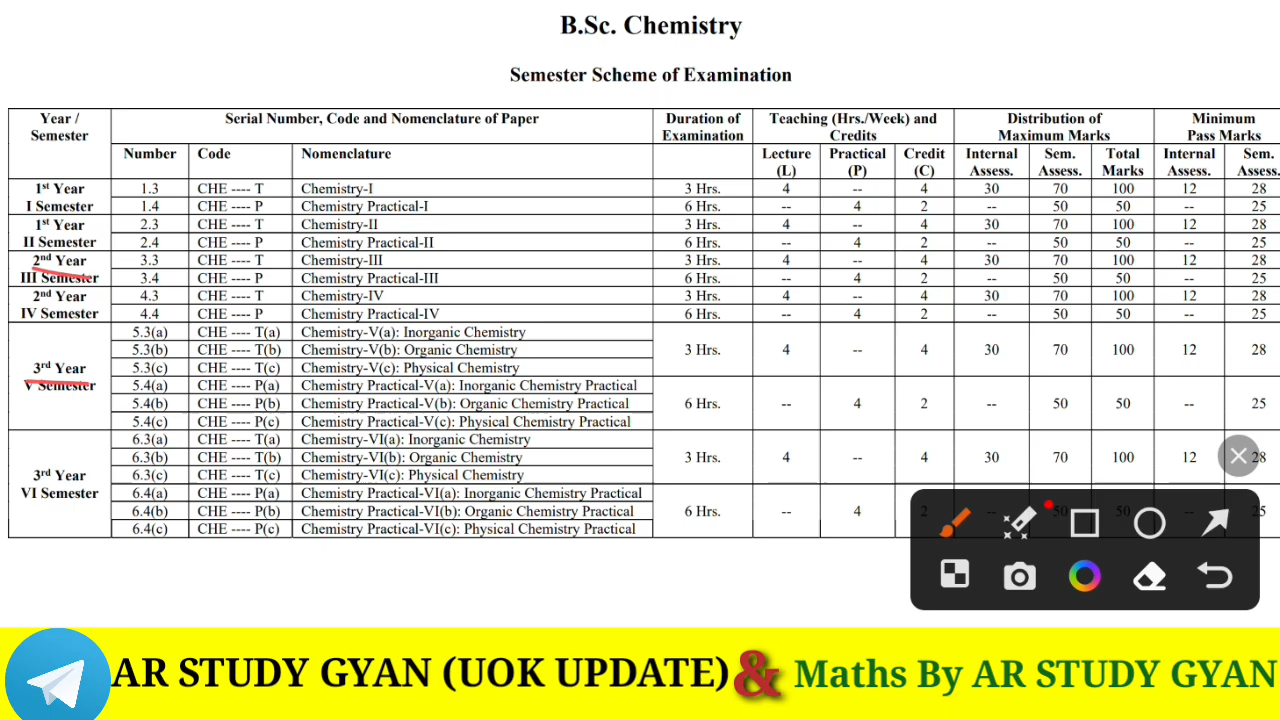 B.Sc. Chemistry
Semester Scheme of Examination
Year / Semester | Serial Number, Code and Nomenclature of Paper | Duration of Examination | Teaching (Hrs./Week) and Credits | Distribution of Maximum Marks | Minimum Pass Marks
Number | Code | Nomenclature | Lecture (L) | Practical (P) | Credit (C) | Internal Assess. | Sem. Assess. | Total Marks | Internal Assess. | Sem. Assess.
1st Year I Semester | 1.3 | CHE ---- T | Chemistry-I | 3 Hrs. | 4 | -- | 4 | 30 | 70 | 100 | 12 | 28
1.4 | CHE ---- P | Chemistry Practical-I | 6 Hrs. | -- | 4 | 2 | -- | 50 | 50 | -- | 25
1st Year II Semester | 2.3 | CHE ---- T | Chemistry-II | 3 Hrs. | 4 | -- | 4 | 30 | 70 | 100 | 12 | 28
2.4 | CHE ---- P | Chemistry Practical-II | 6 Hrs. | -- | 4 | 2 | -- | 50 | 50 | -- | 25
2nd Year III Semester | 3.3 | CHE ---- T | Chemistry-III | 3 Hrs. | 4 | -- | 4 | 30 | 70 | 100 | 12 | 28
3.4 | CHE ---- P | Chemistry Practical-III | 6 Hrs. | -- | 4 | 2 | -- | 50 | 50 | -- | 25
2nd Year IV Semester | 4.3 | CHE ---- T | Chemistry-IV | 3 Hrs. | 4 | -- | 4 | 30 | 70 | 100 | 12 | 28
4.4 | CHE ---- P | Chemistry Practical-IV | 6 Hrs. | -- | 4 | 2 | -- | 50 | 50 | -- | 25
3rd Year V Semester | 5.3(a) | CHE ---- T(a) | Chemistry-V(a): Inorganic Chemistry
5.3(b) | CHE ---- T(b) | Chemistry-V(b): Organic Chemistry | 3 Hrs. | 4 | -- | 4 | 30 | 70 | 100 | 12 | 28
5.3(c) | CHE ---- T(c) | Chemistry-V(c): Physical Chemistry
5.4(a) | CHE ---- P(a) | Chemistry Practical-V(a): Inorganic Chemistry Practical
5.4(b) | CHE ---- P(b) | Chemistry Practical-V(b): Organic Chemistry Practical | 6 Hrs. | -- | 4 | 2 | -- | 50 | 50 | -- | 25
5.4(c) | CHE ---- P(c) | Chemistry Practical-V(c): Physical Chemistry Practical
3rd Year VI Semester | 6.3(a) | CHE ---- T(a) | Chemistry-VI(a): Inorganic Chemistry
6.3(b) | CHE ---- T(b) | Chemistry-VI(b): Organic Chemistry | 3 Hrs. | 4 | -- | 4 | 30 | 70 | 100 | 12 | 28
6.3(c) | CHE ---- T(c) | Chemistry-VI(c): Physical Chemistry
6.4(a) | CHE ---- P(a) | Chemistry Practical-VI(a): Inorganic Chemistry Practical
6.4(b) | CHE ---- P(b) | Chemistry Practical-VI(b): Organic Chemistry Practical | 6 Hrs. | -- | 4 | 2 | -- | 50 | 50 | -- | 25
6.4(c) | CHE ---- P(c) | Chemistry Practical-VI(c): Physical Chemistry Practical
AR STUDY GYAN (UOK UPDATE) & Maths By AR STUDY GYAN